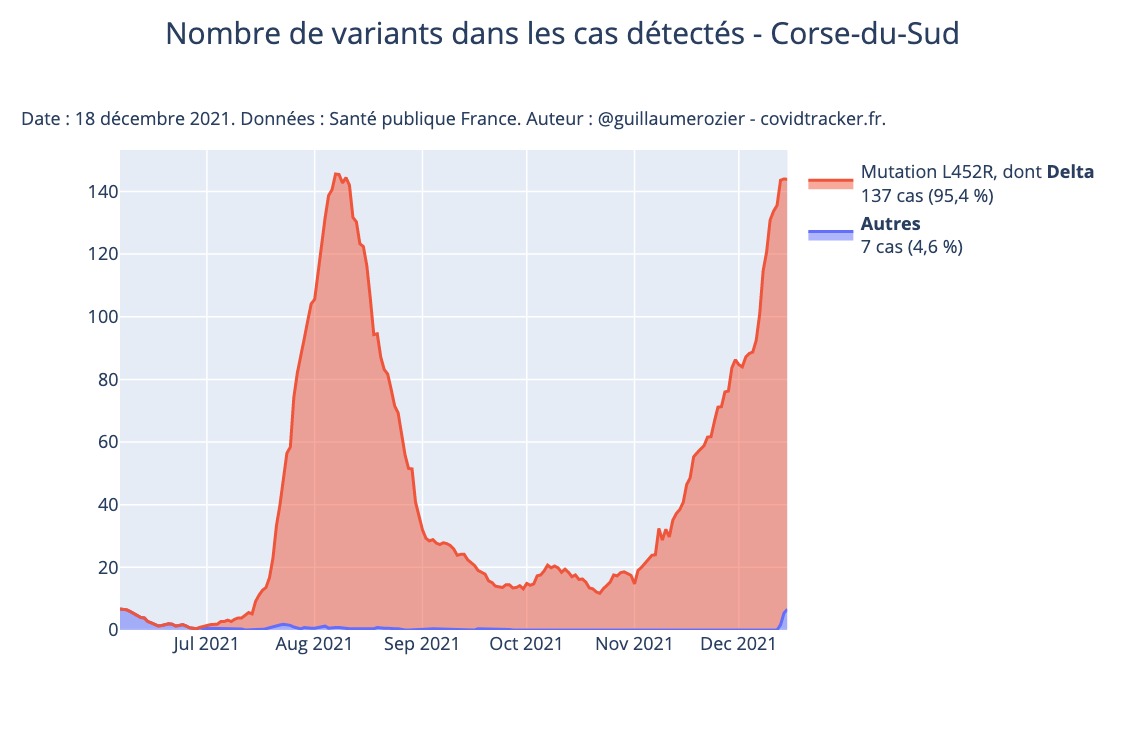 Nombre de variants dans les cas détectés - Corse-du-Sud
Date : 18 décembre 2021. Données : Santé publique France. Auteur : @guillaumerozier - covidtracker.fr.
Mutation L452R, dont Delta
137 cas (95,4 %)
Autres
7 cas (4,6 %)
140
120
100
80
60
40
20
0
Jul 2021 Aug 2021 Sep 2021 Oct 2021 Nov 2021 Dec 2021